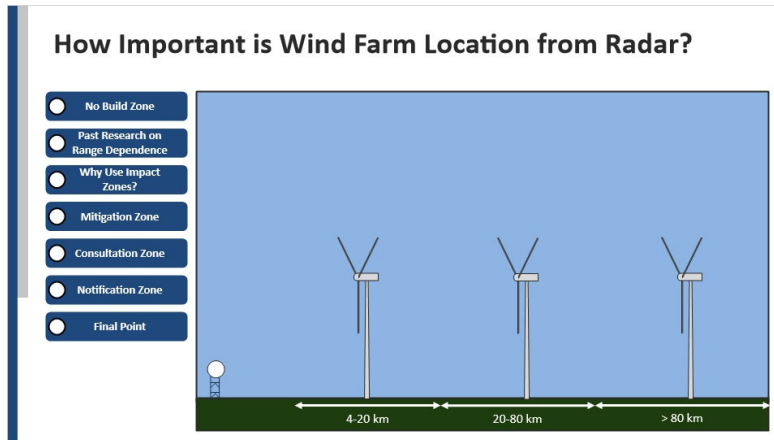 How Important is Wind Farm Location from Radar?
No Build Zone
Past Research on
Range Dependence
Why Use Impact
Zones?
Mitigation Zone
Consultation Zone
Notification Zone
Final Point
4-20 km
20-80 km
> 80 km